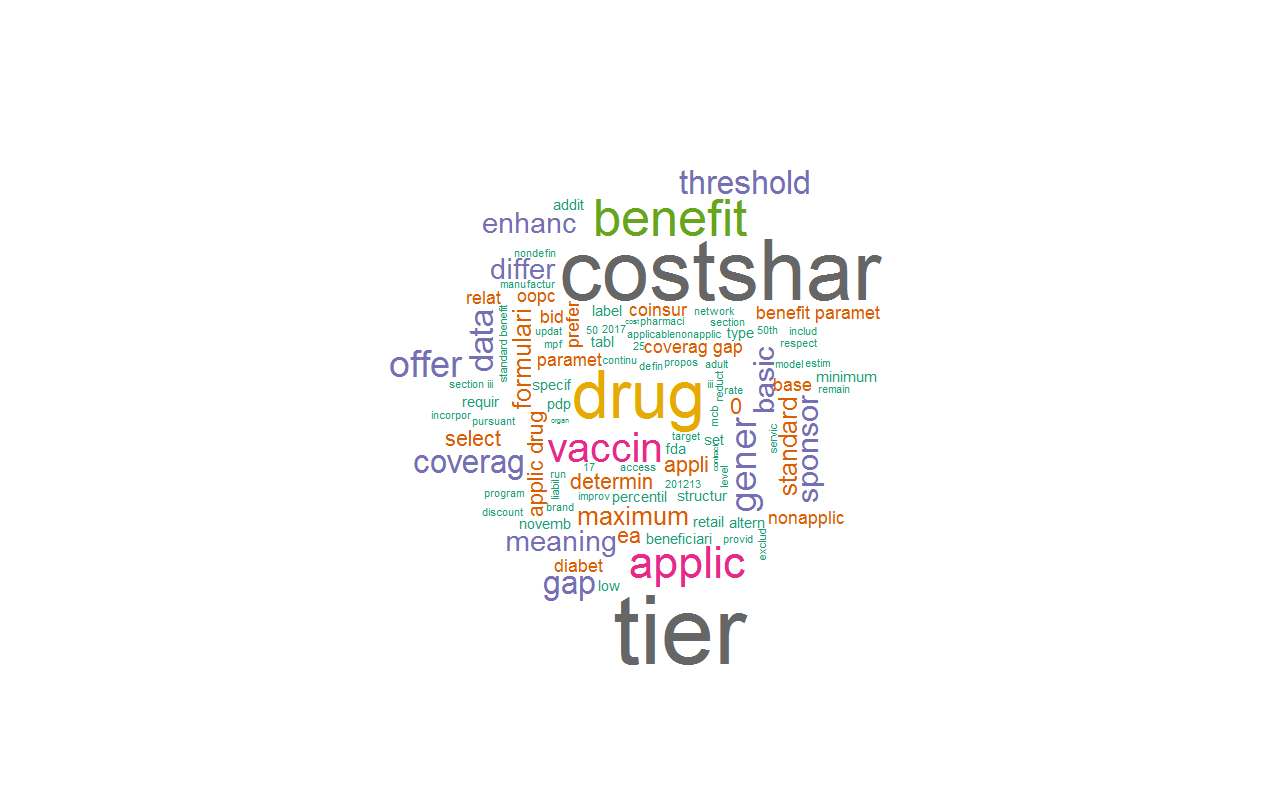 threshold
addit
benefit
enhanc
nondefin
costshar
differ
manufactur
relat
oopc
label
coinsur
network
benefit paramet
bid
prefer
cost
pharmaci
section
data
standard benefit
formulari
updat
50
2017
applicablenonapplic
type
50th
includ
mpf
tabl
25
coverag gap
respect
offer
paramet
continu
defin
propos
adult
basic
model
estim
section iii
specif
drug
iii
reduct
rate
base
minimum
remain
requir
pdp
0
incorpor
pursuant
organ
applic drug
mcb
gener
standard
sponsor
select
vaccin
target
set
servic
fda
contract
coverag
17
access
appli
level
run
liabil
determin
201213
program
improv
percentil
structur
discount
brand
novemb
maximum
retail
altern
nonapplic
meaning
ea
beneficiari
provid
exclud
diabet
applic
gap
low
tier